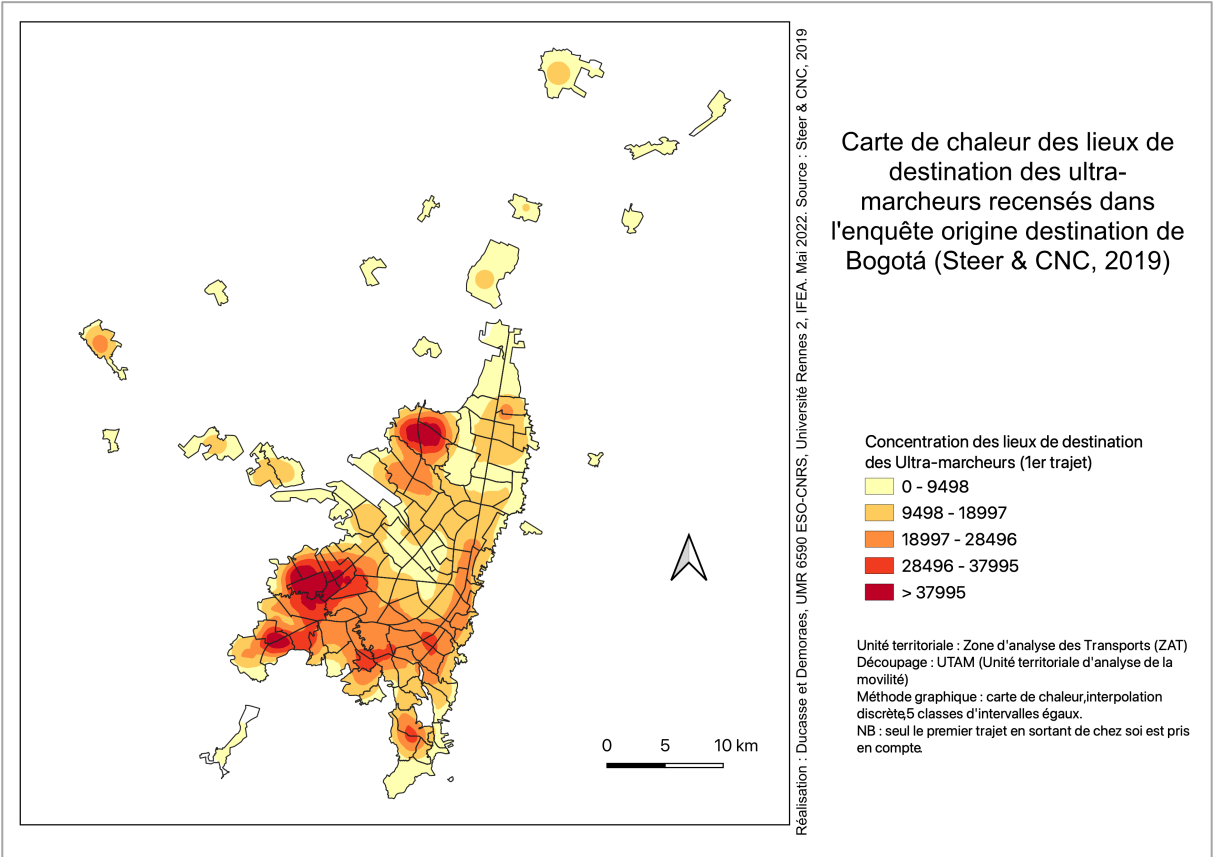 Carte de chaleur des lieux de
destination des ultra-
marcheurs recensés dans
l'enquête origine destination de
Bogotá (Steer & CNC, 2019)
Réalisation : Ducasse et Demoraes, UMR 6590 ESO-CNRS, Université Rennes 2, IFEA. Mai 2022. Source : Steer & CNC, 2019
Concentration des lieux de destination
des Ultra-marcheurs (1er trajet)
0 - 9498
9498 - 18997
18997 - 28496
28496 - 37995
> 37995
Unité territoriale : Zone d'analyse des Transports (ZAT)
Découpage : UTAM (Unité territoriale d'analyse de la
movilité)
Méthode graphique : carte de chaleur,interpolation
discrète,5 classes d'intervalles égaux.
NB : seul le premier trajet en sortant de chez soi est pris
en compte.
0 5 10 km